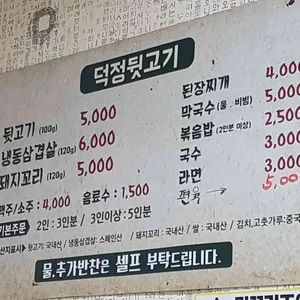 덕정뒷고기
뒷고기 (100g) 5,000
냉동삼겹살 (120g) 6,000
돼지꼬리 (120g) 5,000
맥주/소주 : 4,000 음료수 : 1,500
기본주문 2인 : 3인분 / 3인이상 : 5인분
된장찌개 4,000
막국수 (물.비빔) 5,000
볶음밥 (2인분 이상) 2,500
국수 3,000
라면 3,000
편육 → 5,00
산지표시 ▷ 뒷고기: 국내산 / 냉동삼겹살: 스페인산 / 돼지꼬리 : 국내산 / 쌀 : 국내산 / 김치,고춧가루:중국
물,추가반찬은 셀프 부탁드립니다.